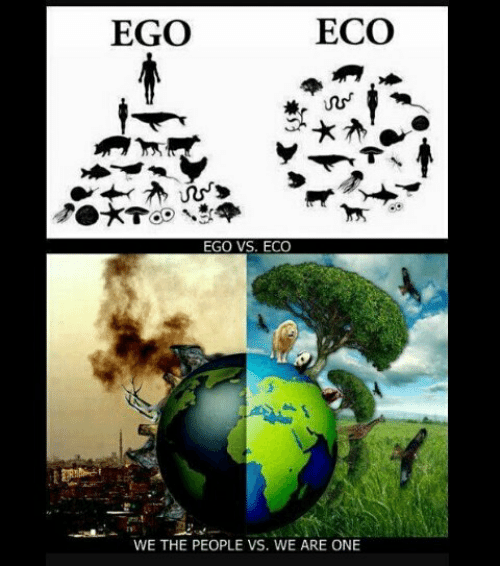 EGO
ECO
EGO VS. ECO
WE THE PEOPLE VS. WE ARE ONE